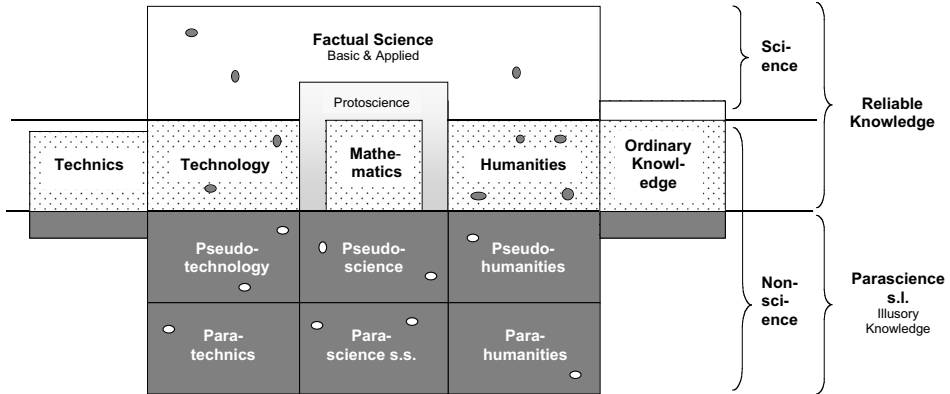 Factual Science
Basic & Applied
Protoscience
Sci-
ence
Reliable
Knowledge
Technics
Technology
Mathe-
matics
Humanities
Ordinary
Knowl-
edge
Pseudo-
technology
Pseudo-
science
Pseudo-
humanities
Non-
sci-
ence
Parascience
s.l.
Illusory
Knowledge
Para-
technics
Para-
science s.s.
Para-
humanities